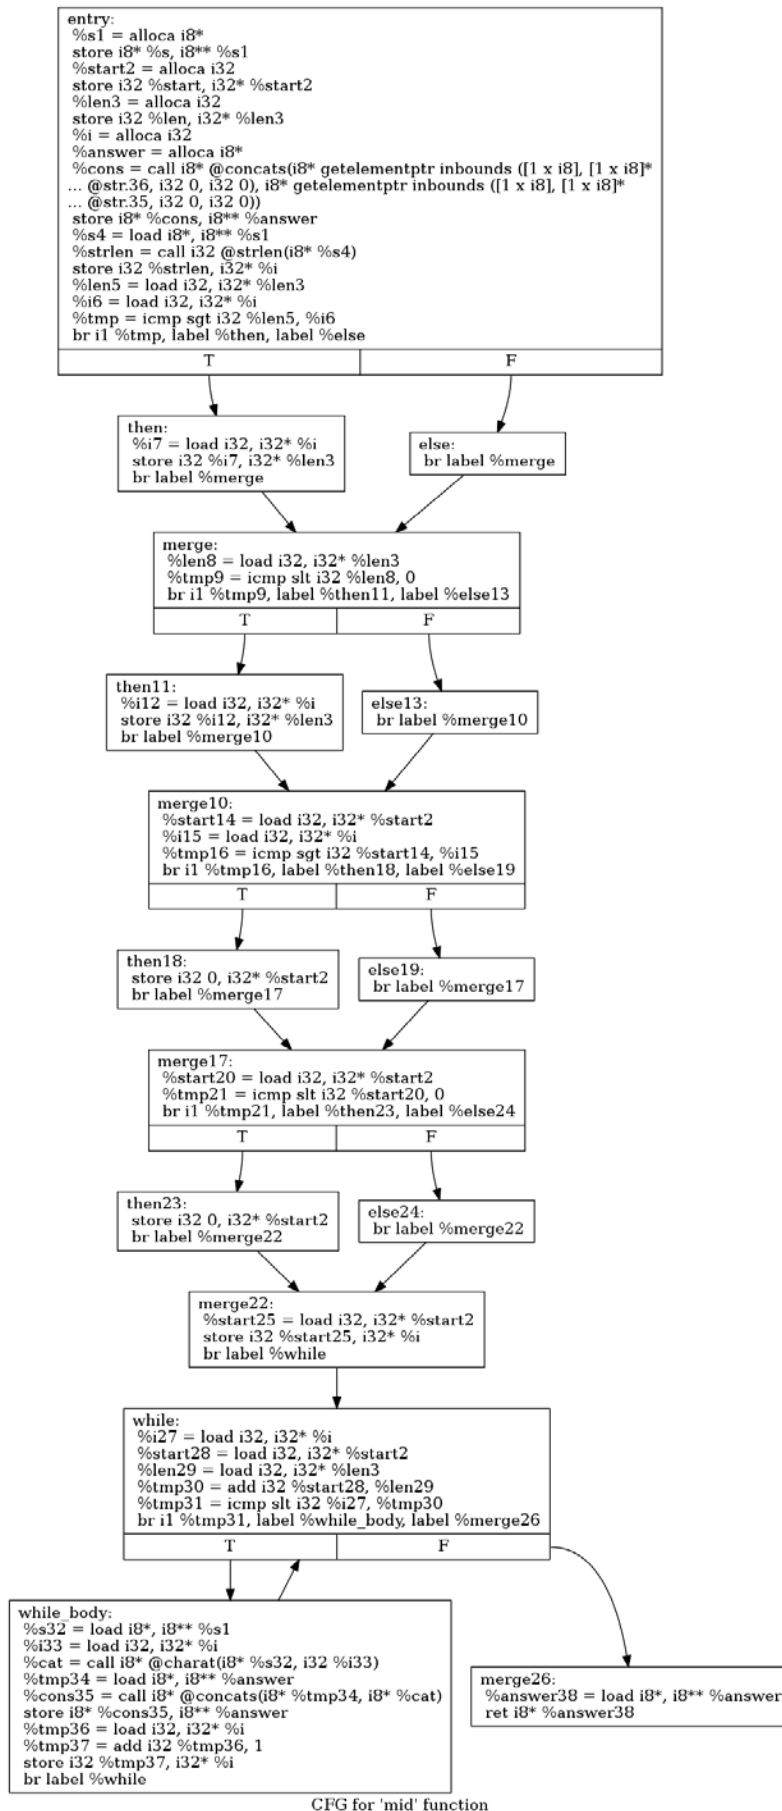 entry:
%s1 = alloca i8*
store i8* %s, i8** %s1
%start2 = alloca i32
store i32 %start, i32* %start2
%len3 = alloca i32
store i32 %len, i32* %len3
%i = alloca i32
%answer = alloca i8*
%cons = call i8* @concats(i8* getelementptr inbounds ([1 x i8], [1 x i8]*
... @str.36, i32 0, i32 0), i8* getelementptr inbounds ([1 x i8], [1 x i8]*
... @str.35, i32 0, i32 0))
store i8* %cons, i8** %answer
%s4 = load i8*, i8** %s1
%strlen = call i32 @strlen(i8* %s4)
store i32 %strlen, i32* %i
%len5 = load i32, i32* %len3
%i6 = load i32, i32* %i
%tmp = icmp sgt i32 %len5, %i6
br i1 %tmp, label %then, label %else
T F
then:
%i7 = load i32, i32* %i
store i32 %i7, i32* %len3
br label %merge
else:
br label %merge
merge:
%len8 = load i32, i32* %len3
%tmp9 = icmp slt i32 %len8, 0
br i1 %tmp9, label %then11, label %else13
T F
then11:
%i12 = load i32, i32* %i
store i32 %i12, i32* %len3
br label %merge10
else13:
br label %merge10
merge10:
%start14 = load i32, i32* %start2
%i15 = load i32, i32* %i
%tmp16 = icmp sgt i32 %start14, %i15
br i1 %tmp16, label %then18, label %else19
T F
then18:
store i32 0, i32* %start2
br label %merge17
else19:
br label %merge17
merge17:
%start20 = load i32, i32* %start2
%tmp21 = icmp slt i32 %start20, 0
br i1 %tmp21, label %then23, label %else24
T F
then23:
store i32 0, i32* %start2
br label %merge22
else24:
br label %merge22
merge22:
%start25 = load i32, i32* %start2
store i32 %start25, i32* %i
br label %while
while:
%i27 = load i32, i32* %i
%start28 = load i32, i32* %start2
%len29 = load i32, i32* %len3
%tmp30 = add i32 %start28, %len29
%tmp31 = icmp slt i32 %i27, %tmp30
br i1 %tmp31, label %while_body, label %merge26
T F
while_body:
%s32 = load i8*, i8** %s1
%i33 = load i32, i32* %i
%cat = call i8* @charat(i8* %s32, i32 %i33)
%tmp34 = load i8*, i8** %answer
%cons35 = call i8* @concats(i8* %tmp34, i8* %cat)
store i8* %cons35, i8** %answer
%tmp36 = load i32, i32* %i
%tmp37 = add i32 %tmp36, 1
store i32 %tmp37, i32* %i
br label %while
merge26:
%answer38 = load i8*, i8** %answer
ret i8* %answer38
CFG for 'mid' function